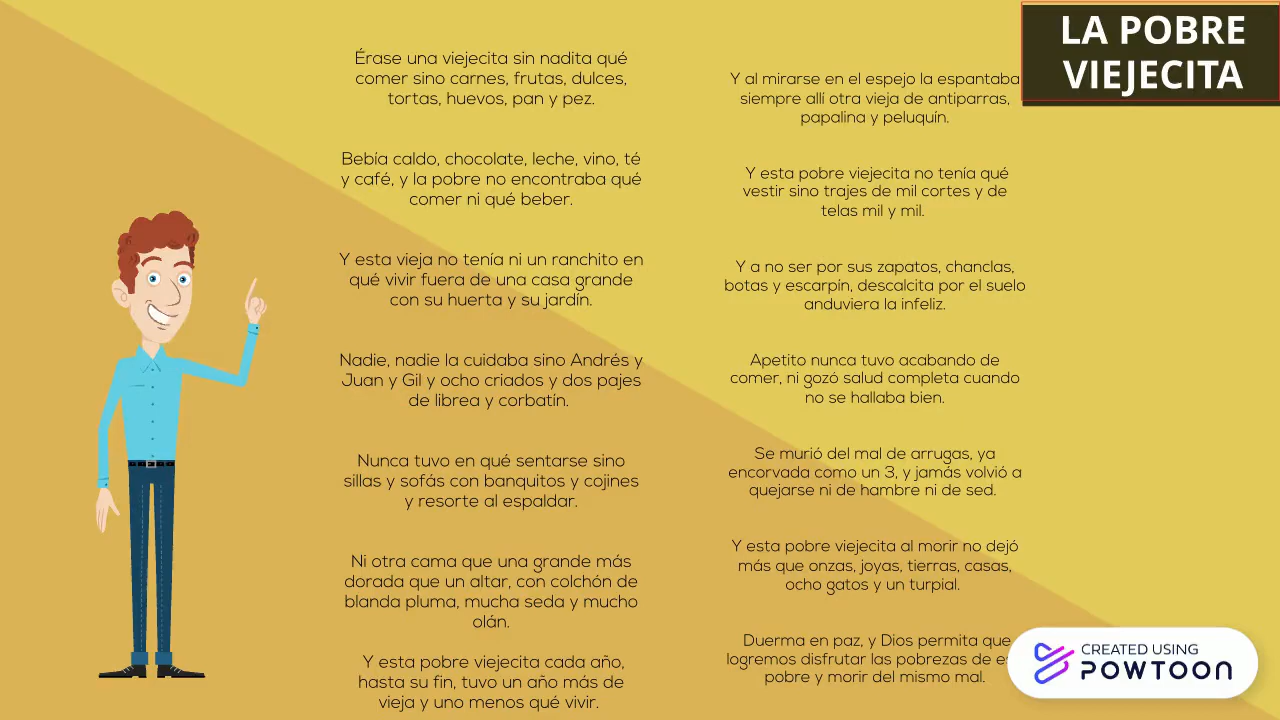 LA POBRE
VIEJECITA
Érase una viejecita sin nadita qué
comer sino carnes, frutas, dulces,
tortas, huevos, pan y pez.
Bebía caldo, chocolate, leche, vino, té
y café, y la pobre no encontraba qué
comer ni qué beber.
Y esta vieja no tenía ni un ranchito en
qué vivir fuera de una casa grande
con su huerta y su jardín.
Nadie, nadie la cuidaba sino Andrés y
Juan y Gil y ocho criados y dos pajes
de librea y corbatín.
Nunca tuvo en qué sentarse sino
sillas y sofás con banquitos y cojines
y resorte al espaldar.
Ni otra cama que una grande más
dorada que un altar, con colchón de
blanda pluma, mucha seda y mucho
olán.
Y esta pobre viejecita cada año,
hasta su fin, tuvo un año más de
vieja y uno menos qué vivir.
Y al mirarse en el espejo la espantaba
siempre allí otra vieja de antiparras,
papalina y peluquín.
Y esta pobre viejecita no tenía qué
vestir sino trajes de mil cortes y de
telas mil y mil.
Y a no ser por sus zapatos, chanclas,
botas y escarpín, descalcita por el suelo
anduviera la infeliz.
Apetito nunca tuvo acabando de
comer, ni gozó salud completa cuando
no se hallaba bien.
Se murió del mal de arrugas, ya
encorvada como un 3, y jamás volvió a
quejarse ni de hambre ni de sed.
Y esta pobre viejecita al morir no dejó
más que onzas, joyas, tierras, casas,
ocho gatos y un turpial.
Duerma en paz, y Dios permita que
logremos disfrutar las pobrezas de
pobre y morir del mismo mal.
CREATED USING
POWTOON